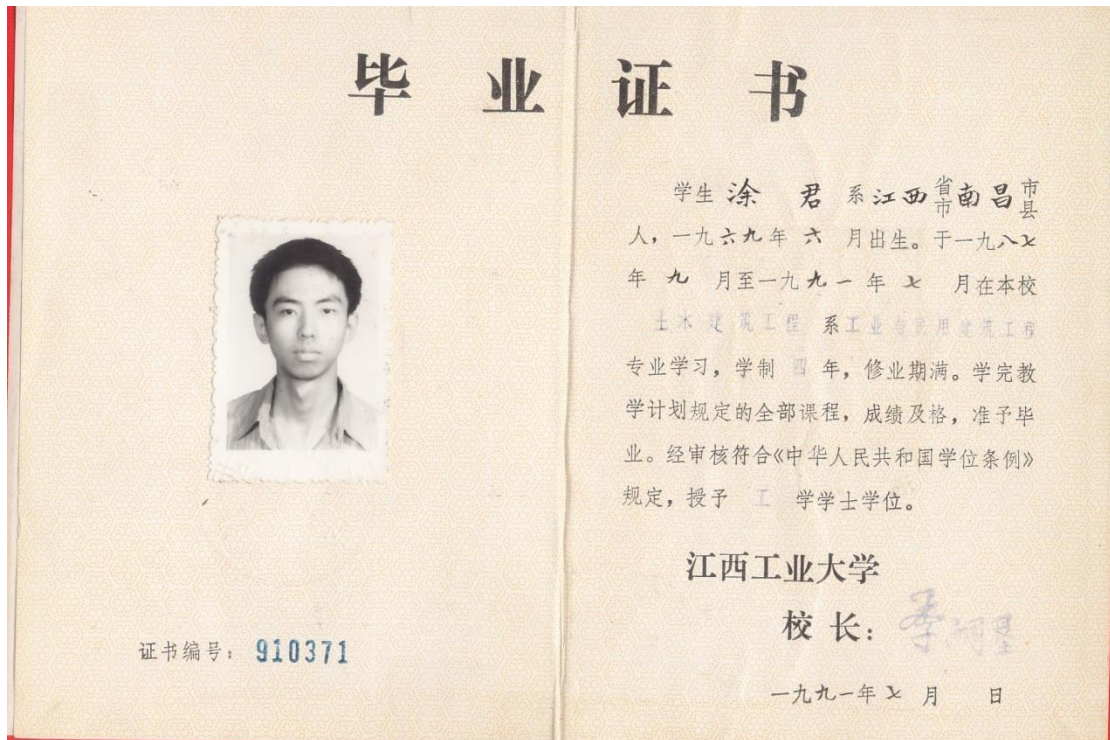 毕业证书
学生 涂 君 系江西省市南昌市县
人，一九六九年 六 月出生。于一九八七
年 九 月至一九九一年 七 月在本校
土木建筑工程 系工业与民用建筑工程
专业学习，学制 四 年，修业期满。学完教
学计划规定的全部课程，成绩及格，准予毕
业。经审核符合《中华人民共和国学位条例》
规定，授予 工 学学士学位。
江西工业大学
校长：
一九九一年七月 日
证书编号：910371